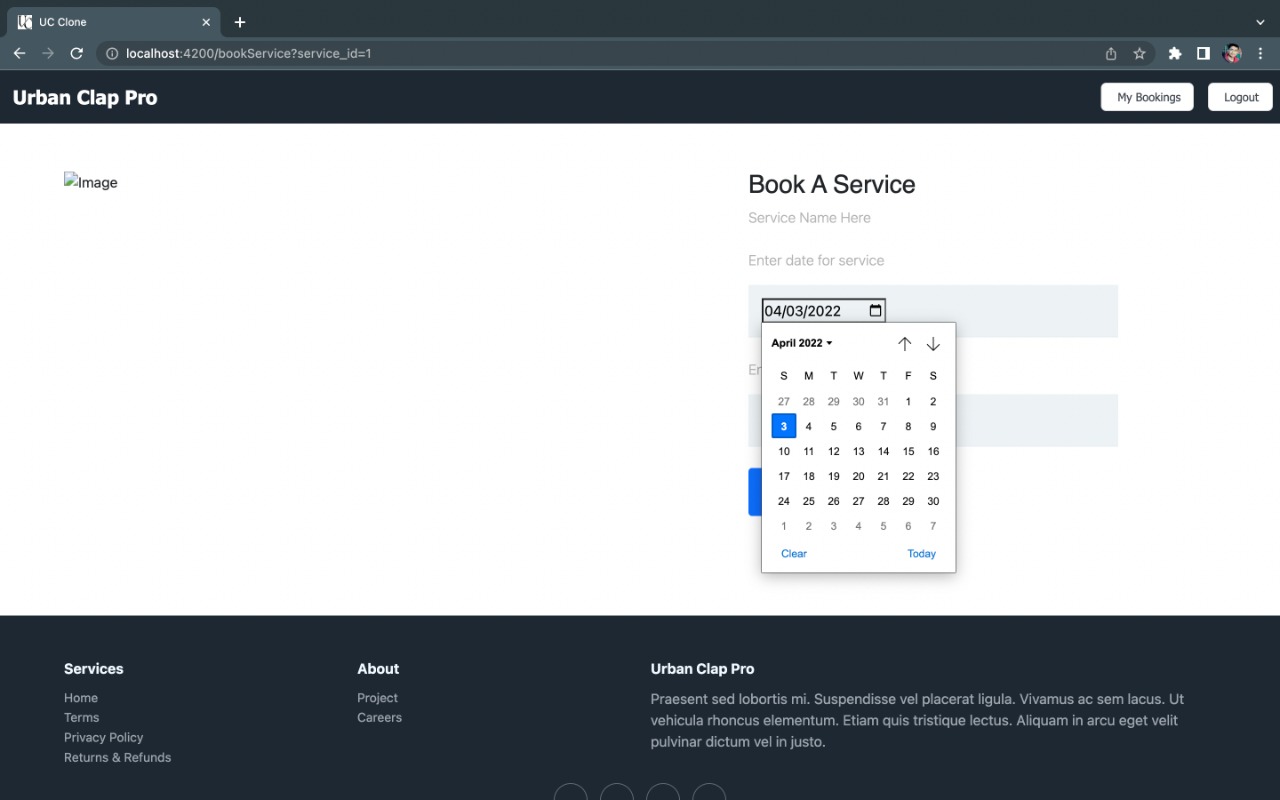 UC Clone
localhost:4200/bookService?service_id=1
Urban Clap Pro
My Bookings
Logout
Image
Book A Service
Service Name Here
Enter date for service
04/03/2022
April 2022
S M T W T F S
27 28 29 30 31 1 2
3 4 5 6 7 8 9
10 11 12 13 14 15 16
17 18 19 20 21 22 23
24 25 26 27 28 29 30
1 2 3 4 5 6 7
Clear
Today
Services
Home
Terms
Privacy Policy
Returns & Refunds
About
Project
Careers
Urban Clap Pro
Praesent sed lobortis mi. Suspendisse vel placerat ligula. Vivamus ac sem lacus. Ut
vehicula rhoncus elementum. Etiam quis tristique lectus. Aliquam in arcu eget velit
pulvinar dictum vel in justo.